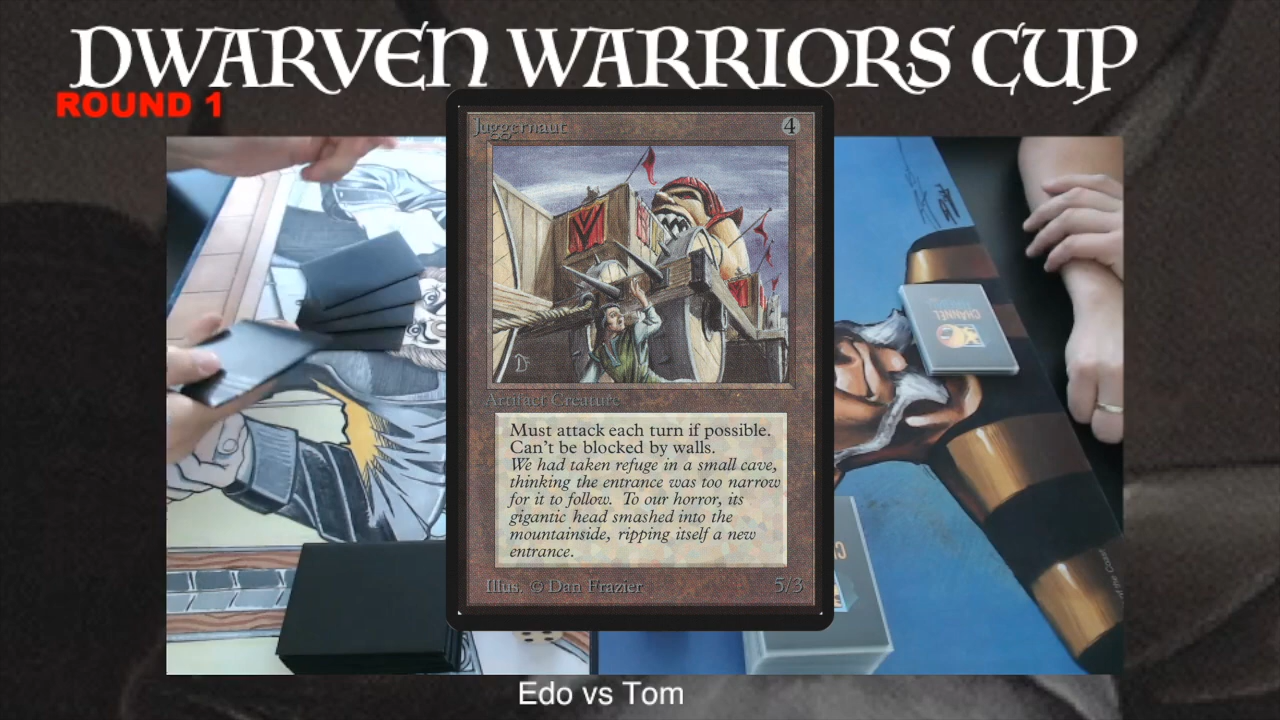 DWARVEN WARRIORS CUP
ROUND 1
Juggernaut 4
Artifact Creature
Must attack each turn if possible.
Can't be blocked by walls.
We had taken refuge in a small cave,
thinking the entrance was too narrow
for it to follow. To our horror, its
gigantic head smashed into the
mountainside, ripping itself a new
entrance.
Illus. © Dan Frazier 5/3
CHANNEL
Edo vs Tom